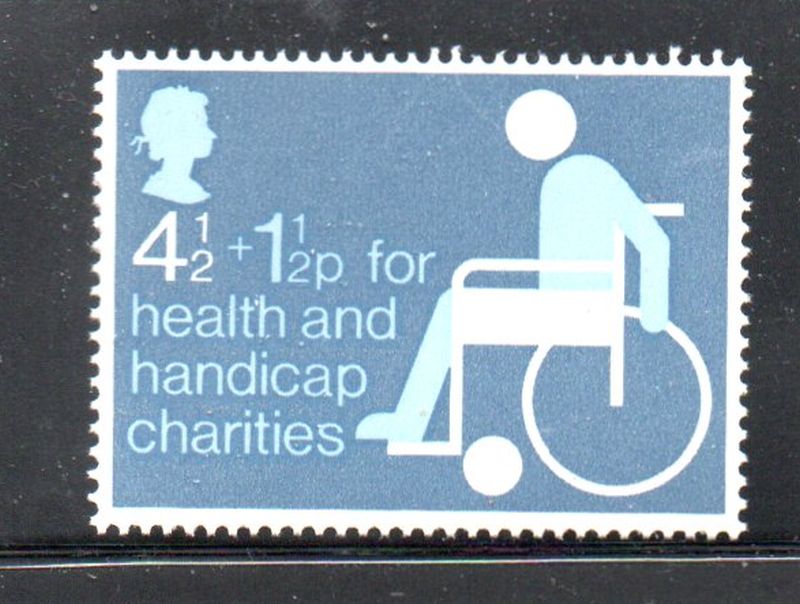 4½ + 1½p for
health and
handicap
charities